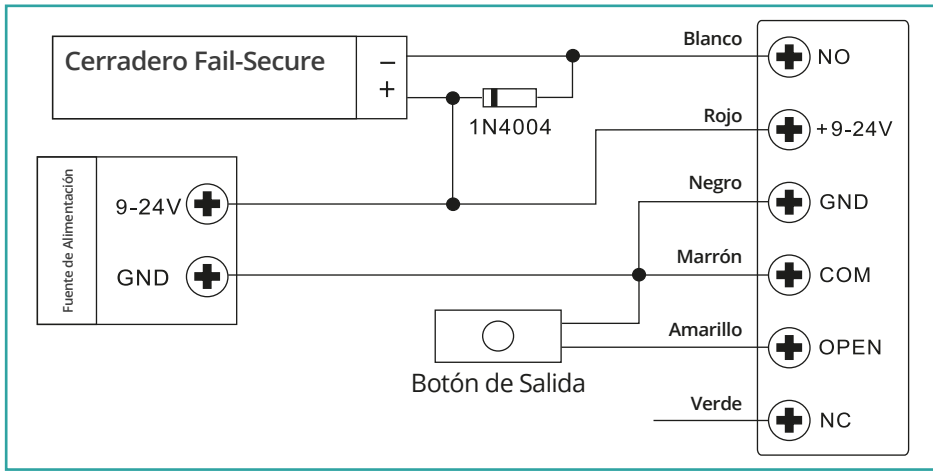 Cerradero Fail-Secure
–
+
1N4004
Fuente de Alimentación
9-24V
GND
Botón de Salida
Blanco
NO
Rojo
+9-24V
Negro
GND
Marrón
COM
Amarillo
OPEN
Verde
NC